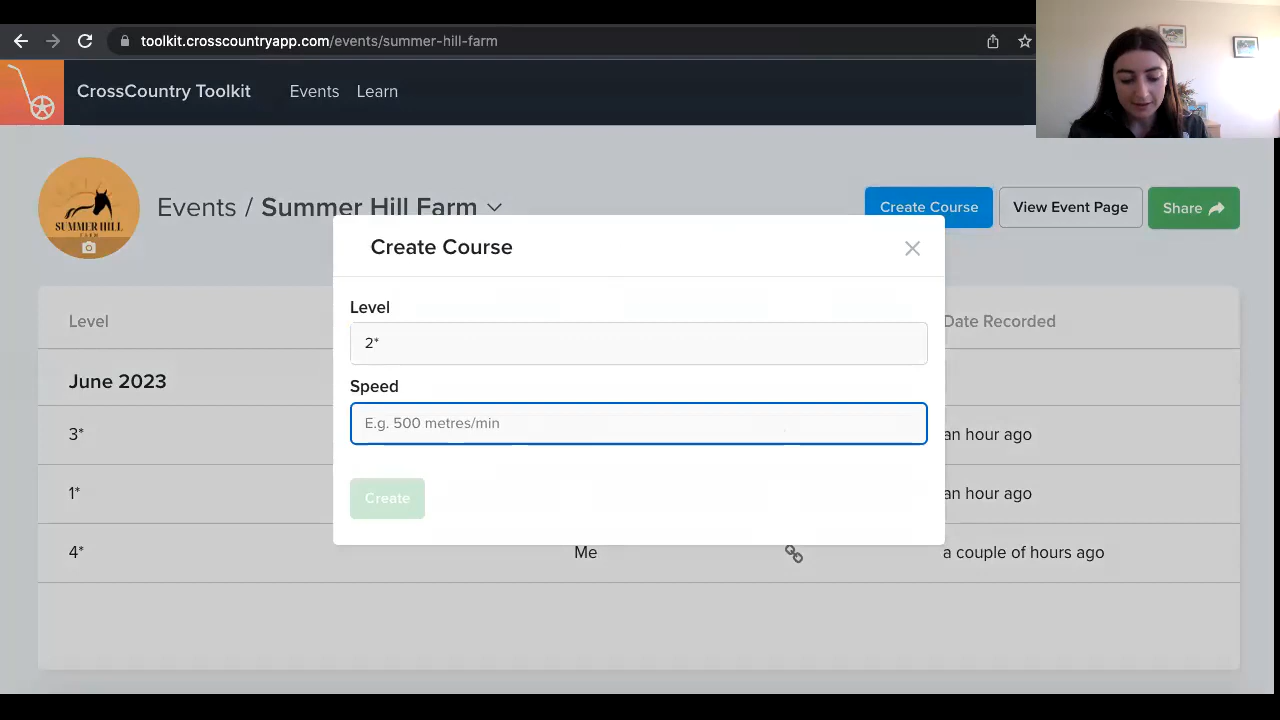 toolkit.crosscountryapp.com/events/summer-hill-farm
CrossCountry Toolkit
Events
Learn
SUMMER HILL
FARM
Events / Summer Hill Farm
Create Course
View Event Page
Share
Create Course
Level
2*
Speed
E.g. 500 metres/min
Create
Level
Date Recorded
June 2023
3*
an hour ago
1*
an hour ago
4*
Me
a couple of hours ago